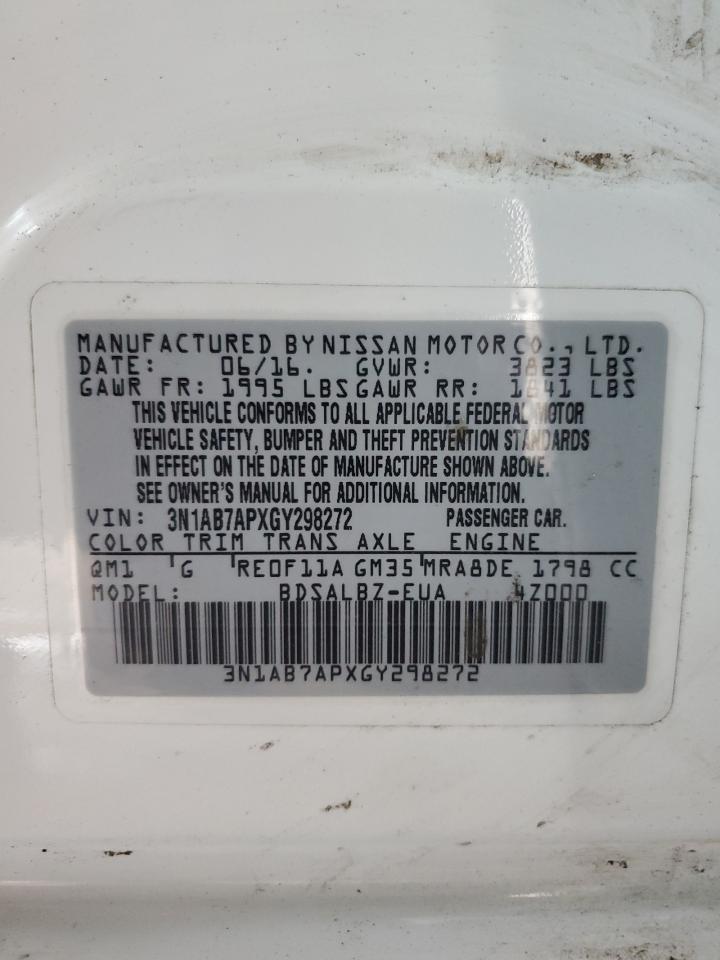 MANUFACTURED BY NISSAN MOTOR CO., LTD.
DATE: 06/16. GVWR: 3823 LBS
GAWR FR: 1995 LBS GAWR RR: 1841 LBS
THIS VEHICLE CONFORMS TO ALL APPLICABLE FEDERAL MOTOR
VEHICLE SAFETY, BUMPER AND THEFT PREVENTION STANDARDS
IN EFFECT ON THE DATE OF MANUFACTURE SHOWN ABOVE.
SEE OWNER'S MANUAL FOR ADDITIONAL INFORMATION.
VIN: 3N1AB7APXGY298272 PASSENGER CAR.
COLOR TRIM TRANS AXLE ENGINE
QM1 G RE0F11A GM35 MRA8DE 1798 CC
MODEL: BDSALBZ-EUA 4Z000
3N1AB7APXGY298272